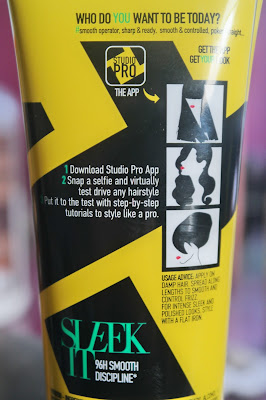 WHO DO YOU WANT TO BE TODAY?
#smooth operator, sharp & ready, smooth & controlled,
GET THE APP
GET YOUR LOOK
STUDIO
PRO
THE APP
1 Download Studio Pro App
2 Snap a selfie and virtually
test drive any hairstyle
Put it to the test with step-by-step
tutorials to style like a pro.
USAGE ADVICE: APPLY ON
DAMP HAIR. SPREAD ALONG
LENGTHS TO SMOOTH AND
CONTROL FRIZZ.
FOR INTENSE SLEEK AND
POLISHED LOOKS, STYLE
WITH A FLAT IRON.
SLEEK
IT
96H SMOOTH
DISCIPLINE*